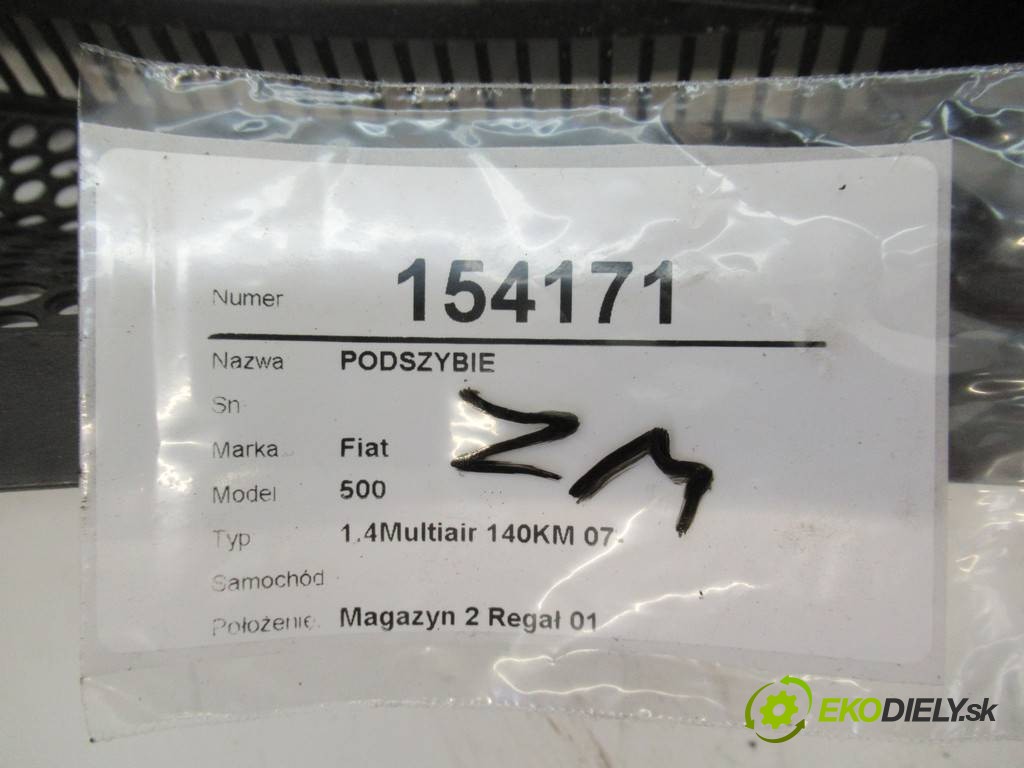 Numer 154171
Nazwa PODSZYBIE
Sn
Marka Fiat
Model 500
Typ 1.4Multiair 140KM 07-
Samochód
Położenie Magazyn 2 Regał 01
EKODIELY.sk